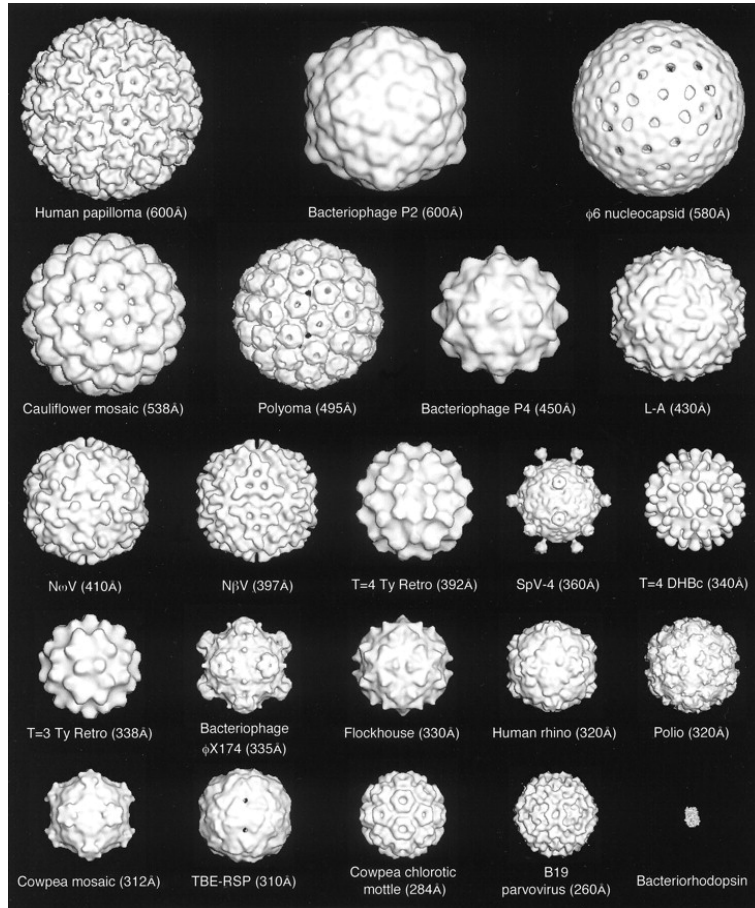 Human papilloma (600Å)
Bacteriophage P2 (600Å)
ϕ6 nucleocapsid (580Å)
Cauliflower mosaic (538Å)
Polyoma (495Å)
Bacteriophage P4 (450Å)
L-A (430Å)
NωV (410Å)
NβV (397Å)
T=4 Ty Retro (392Å)
SpV-4 (360Å)
T=4 DHBc (340Å)
T=3 Ty Retro (338Å)
Bacteriophage
ϕX174 (335Å)
Flockhouse (330Å)
Human rhino (320Å)
Polio (320Å)
Cowpea mosaic (312Å)
TBE-RSP (310Å)
Cowpea chlorotic
mottle (284Å)
B19
parvovirus (260Å)
Bacteriorhodopsin